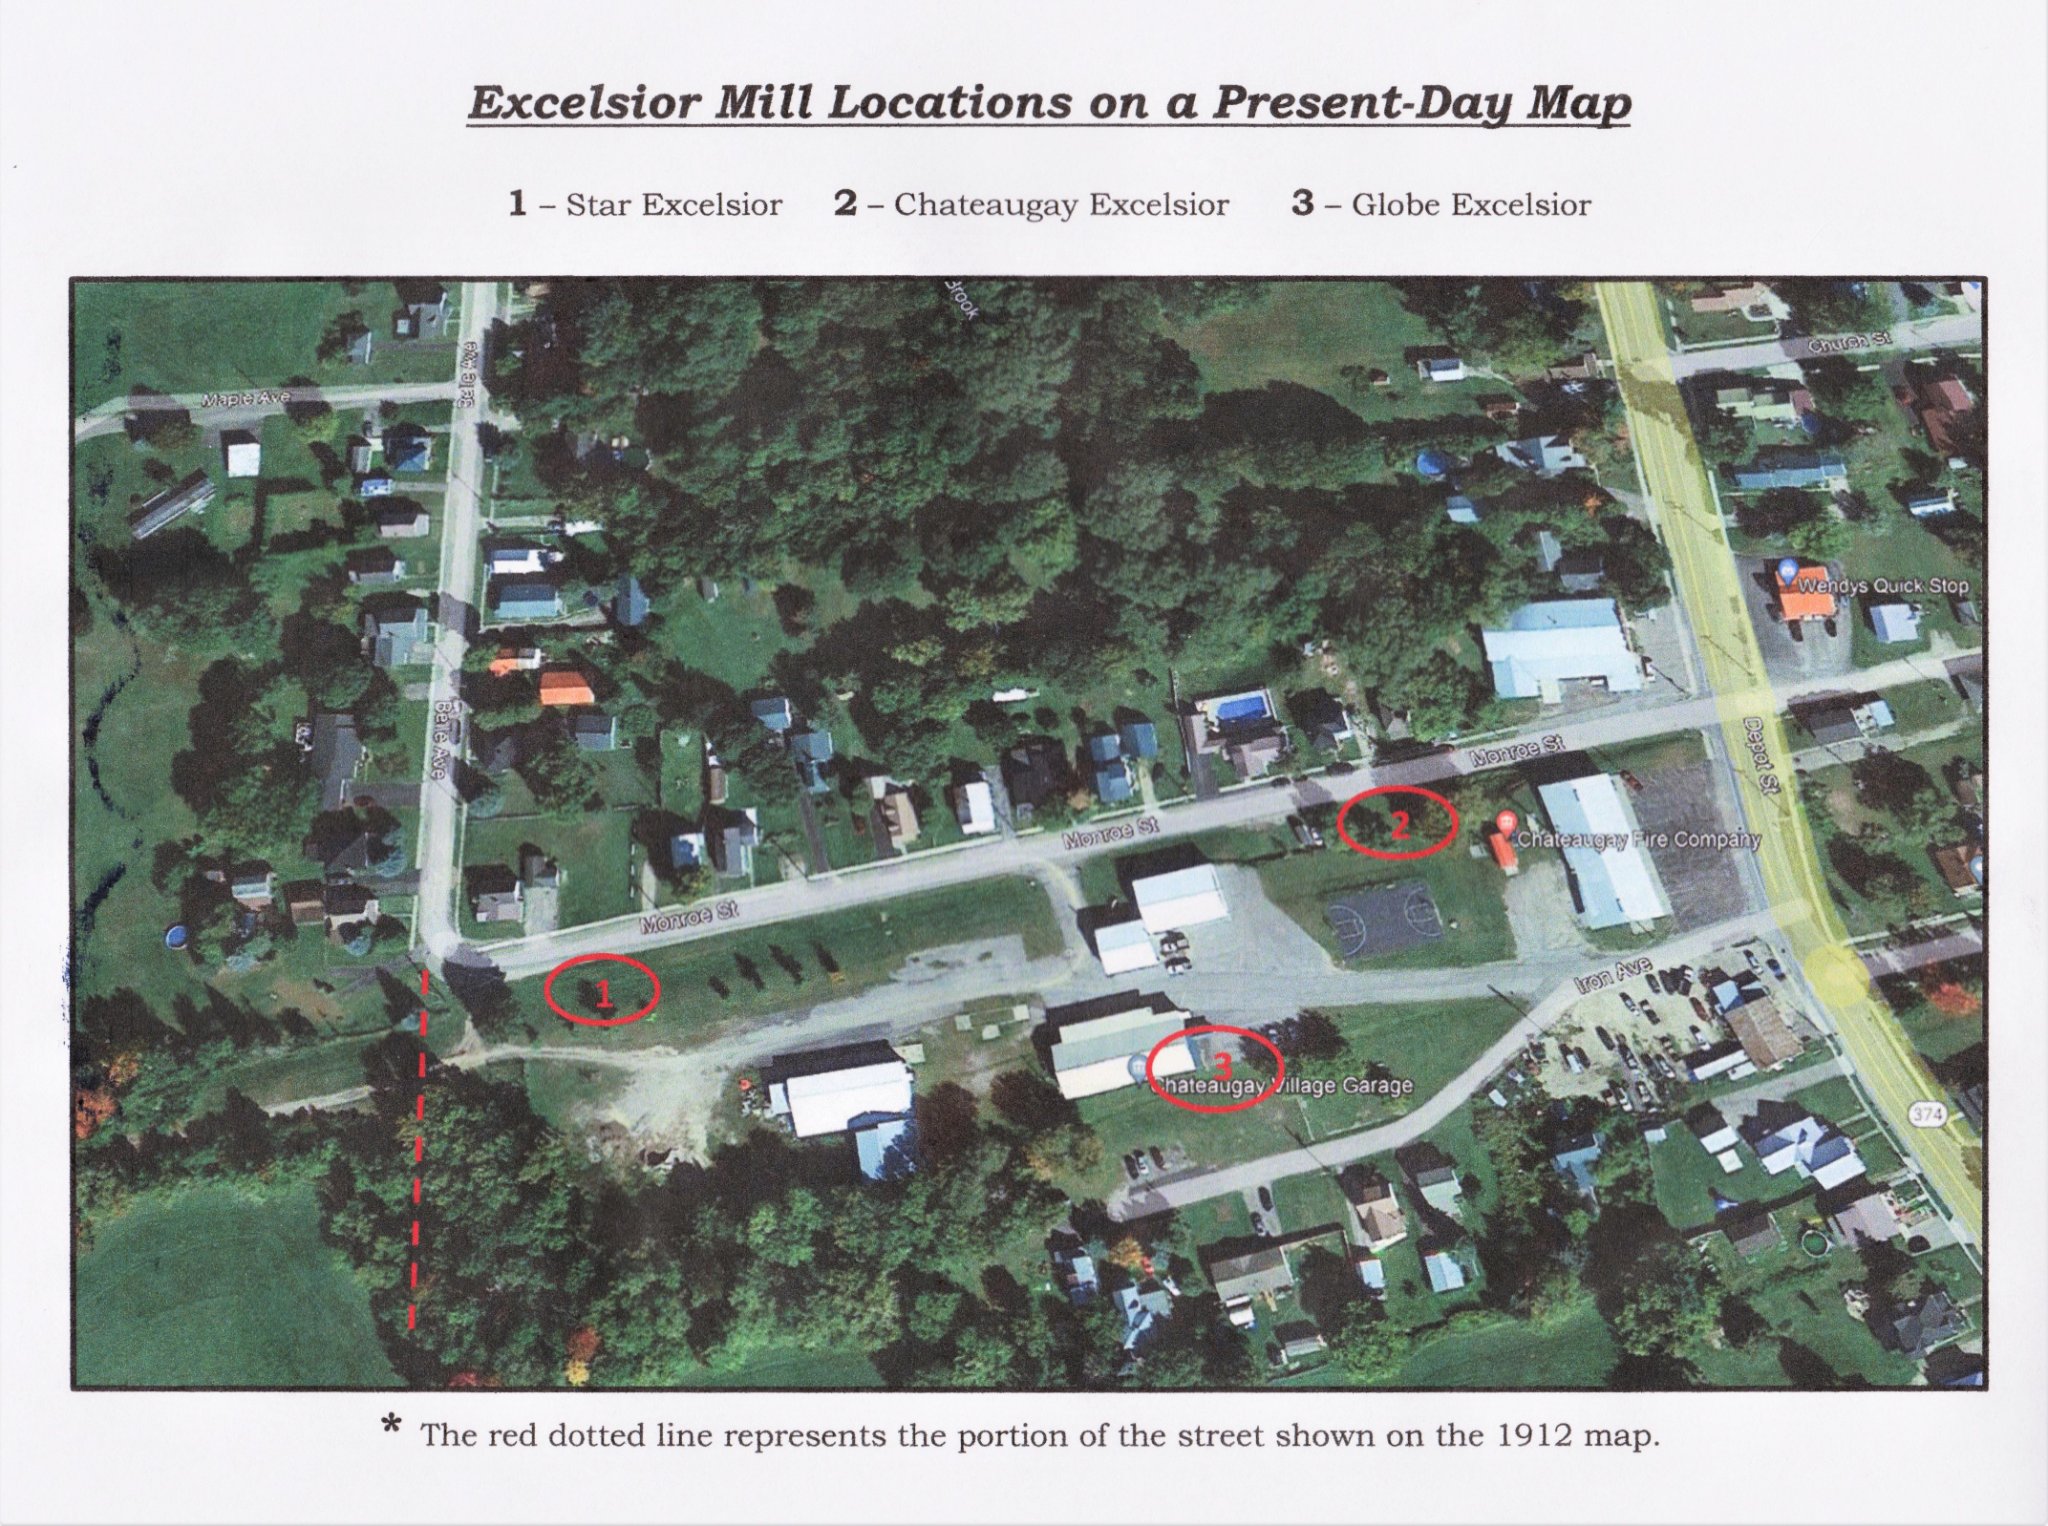 Excelsior Mill Locations on a Present-Day Map
1 – Star Excelsior 2 – Chateaugay Excelsior 3 – Globe Excelsior
Brook
Church St
Belle Ave
Maple Ave
Wendys Quick Stop
Belle Ave
Depot St
Monroe St
2
Monroe St
Chateaugay Fire Company
Monroe St
Iron Ave
1
3
Chateaugay Village Garage
374
* The red dotted line represents the portion of the street shown on the 1912 map.